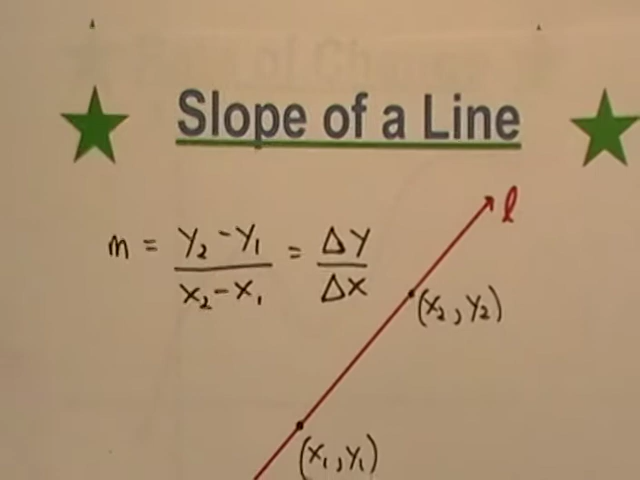 Slope of a Line
l
m = y₂-y₁ / x₂-x₁ = Δy / Δx
(x₂, y₂)
(x₁, y₁)